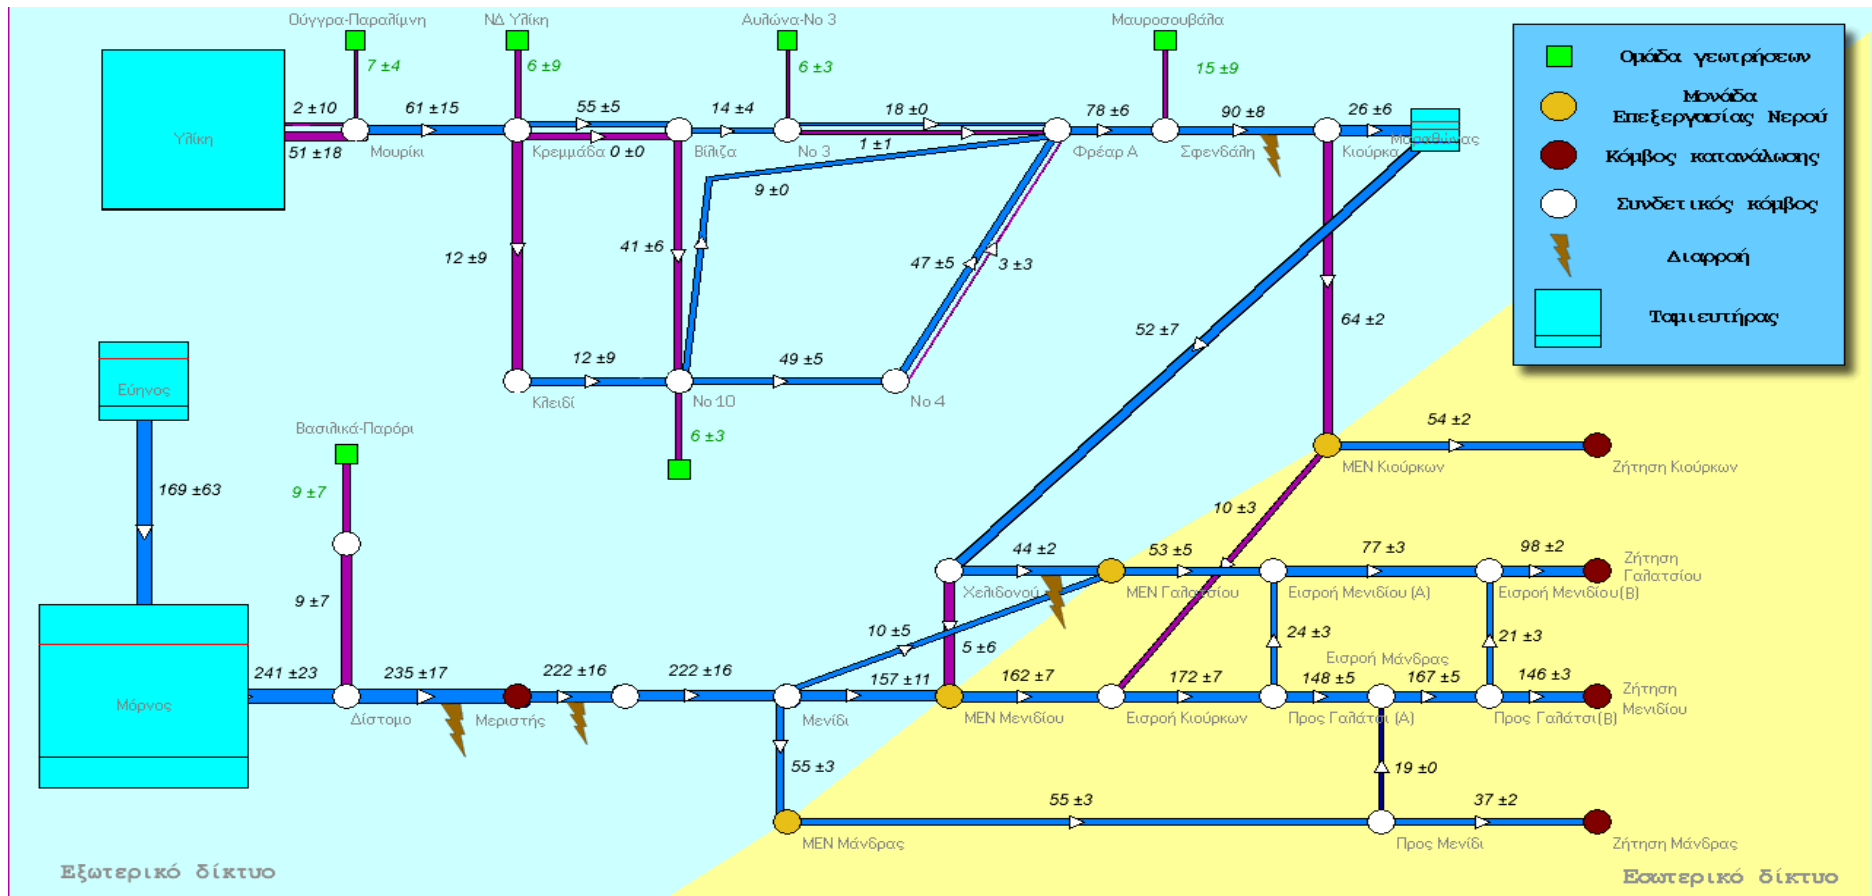 Ούγγρα-Παραλίμνη
ΝΔ Υλίκη
Αυλώνα-Νο 3
Μαυροσουβάλα
7 ±4
6 ±9
6 ±3
15 ±9
2 ±10
61 ±15
55 ±5
14 ±4
18 ±0
78 ±6
90 ±8
26 ±6
Υλίκη
51 ±18
Μουρίκι
Κρεμμάδα
0 ±0
Βίλιζα
Νο 3
1 ±1
Φρέαρ Α
Σφενδάλη
Κιούρκα
Μαραθώνας
9 ±0
12 ±9
41 ±6
47 ±5
3 ±3
52 ±7
64 ±2
12 ±9
49 ±5
Κλειδί
Νο 10
Νο 4
6 ±3
Εύηνος
169 ±63
Βασιλικά-Παρόρι
9 ±7
9 ±7
54 ±2
ΜΕΝ Κιούρκων
Ζήτηση Κιούρκων
10 ±3
44 ±2
53 ±5
77 ±3
98 ±2
Ζήτηση
Γαλατσίου
Χελιδονού
ΜΕΝ Γαλατσίου
Εισροή Μενιδίου (Α)
Εισροή Μενιδίου(Β)
10 ±5
5 ±6
24 ±3
21 ±3
Εισροή Μάνδρας
241 ±23
235 ±17
222 ±16
222 ±16
157 ±11
162 ±7
172 ±7
148 ±5
167 ±5
146 ±3
Ζήτηση
Μενιδίου
Μόρνος
Δίστομο
Μεριστής
Μενίδι
ΜΕΝ Μενιδίου
Εισροή Κιούρκων
Προς Γαλάτσι (Α)
Προς Γαλάτσι(Β)
55 ±3
19 ±0
55 ±3
37 ±2
ΜΕΝ Μάνδρας
Προς Μενίδι
Ζήτηση Μάνδρας
Εξωτερικό δίκτυο
Εσωτερικό δίκτυο
Ομάδα γεωτρήσεων
Μονάδα
Επεξεργασίας Νερού
Κόμβος κατανάλωσης
Συνδετικός κόμβος
Διαρροή
Ταμιευτήρας